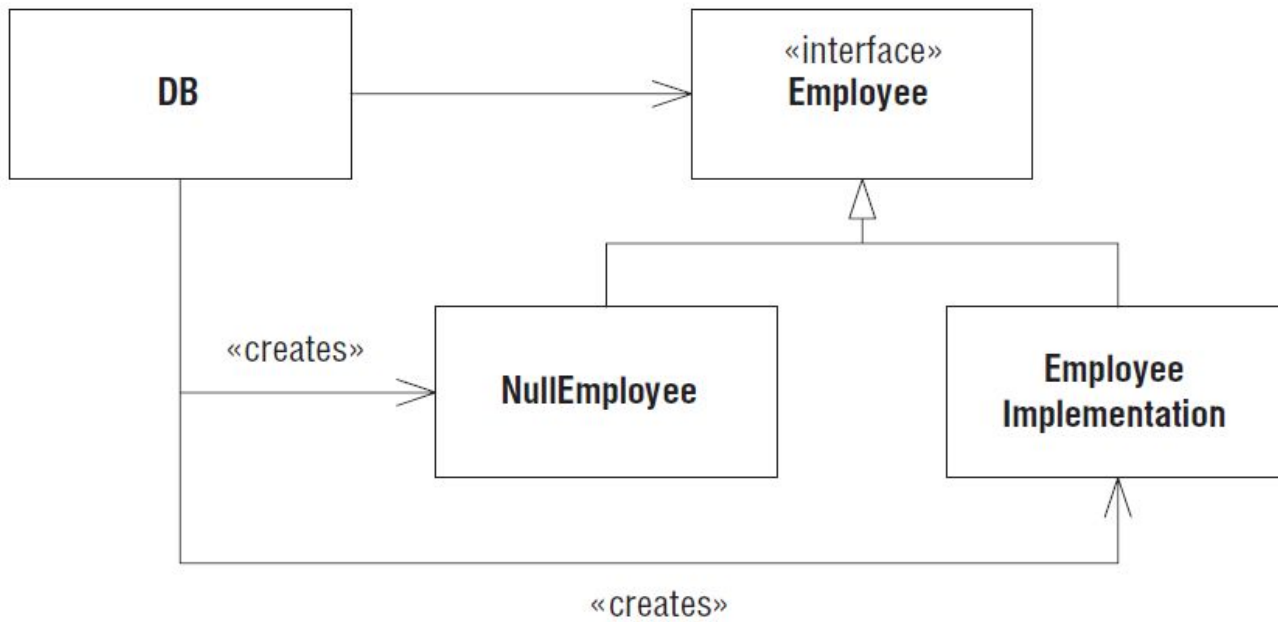 DB
«interface»
Employee
«creates»
NullEmployee
Employee
Implementation
«creates»